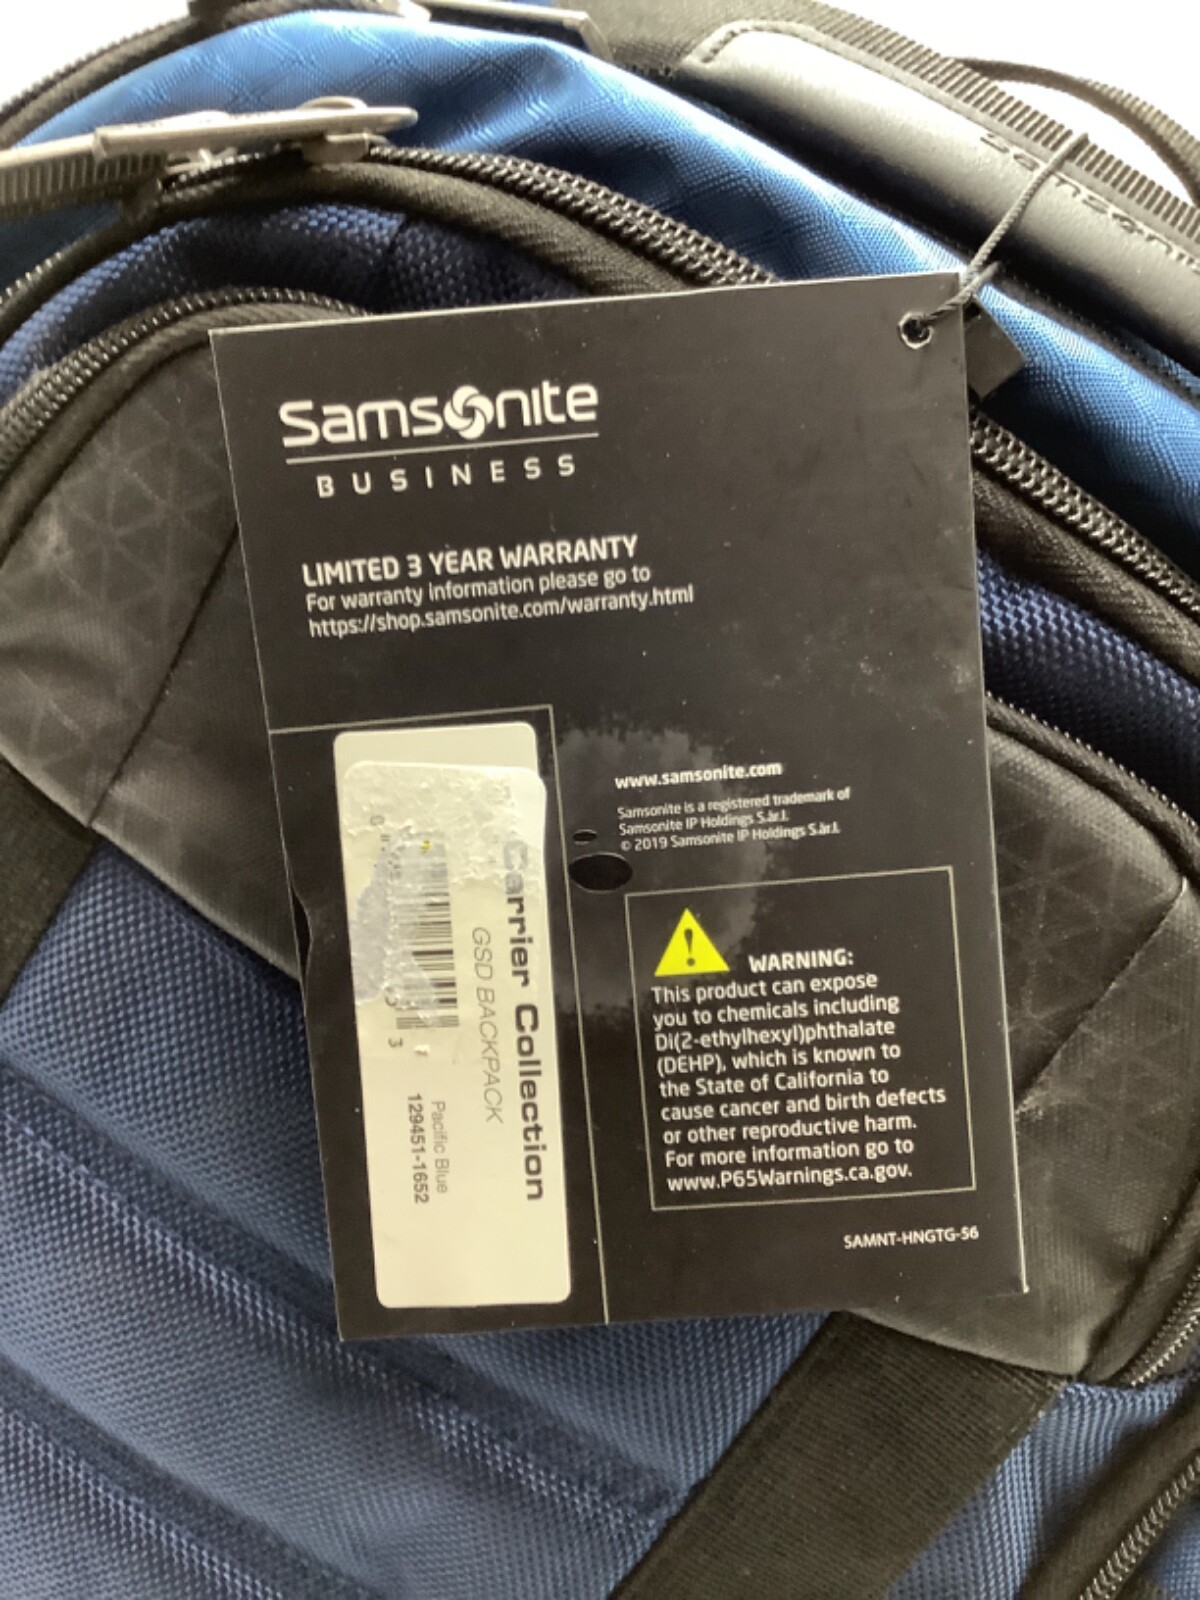 Samsonite
Samsonite
BUSINESS
LIMITED 3 YEAR WARRANTY
For warranty information please go to
https://shop.samsonite.com/warranty.html
Carrier Collection
GSD BACKPACK
3
Pacific Blue
129451-1652
www.samsonite.com
Samsonite is a registered trademark of
Samsonite IP Holdings S.àr.l.
© 2019 Samsonite IP Holdings S.àr.l.
WARNING:
This product can expose
you to chemicals including
Di(2-ethylhexyl)phthalate
(DEHP), which is known to
the State of California to
cause cancer and birth defects
or other reproductive harm.
For more information go to
www.P65Warnings.ca.gov.
SAMNT-HNGTG-S6